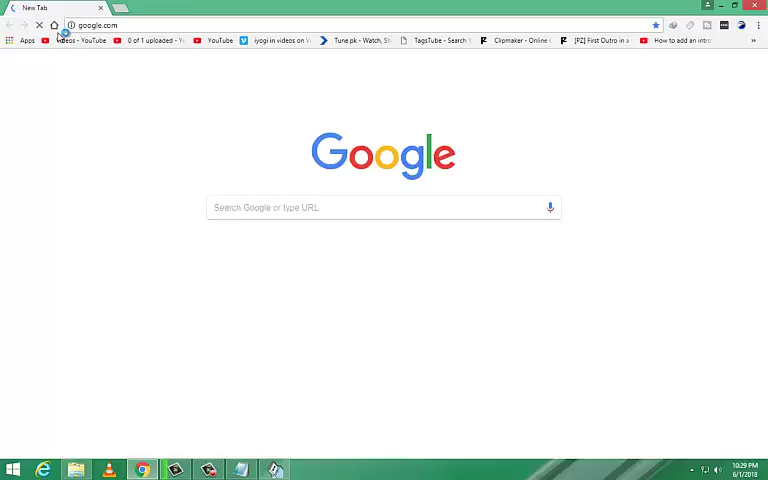 New Tab
google.com
Apps
Videos - YouTube
0 of 1 uploaded - Yo
YouTube
iyogi in videos on Vi
Tune.pk - Watch, Sh
TagsTube - Search Y
Clipmaker - Online G
[PZ] First Outro in a
How to add an intro
Google
Search Google or type URL
10:29 PM
6/1/2018